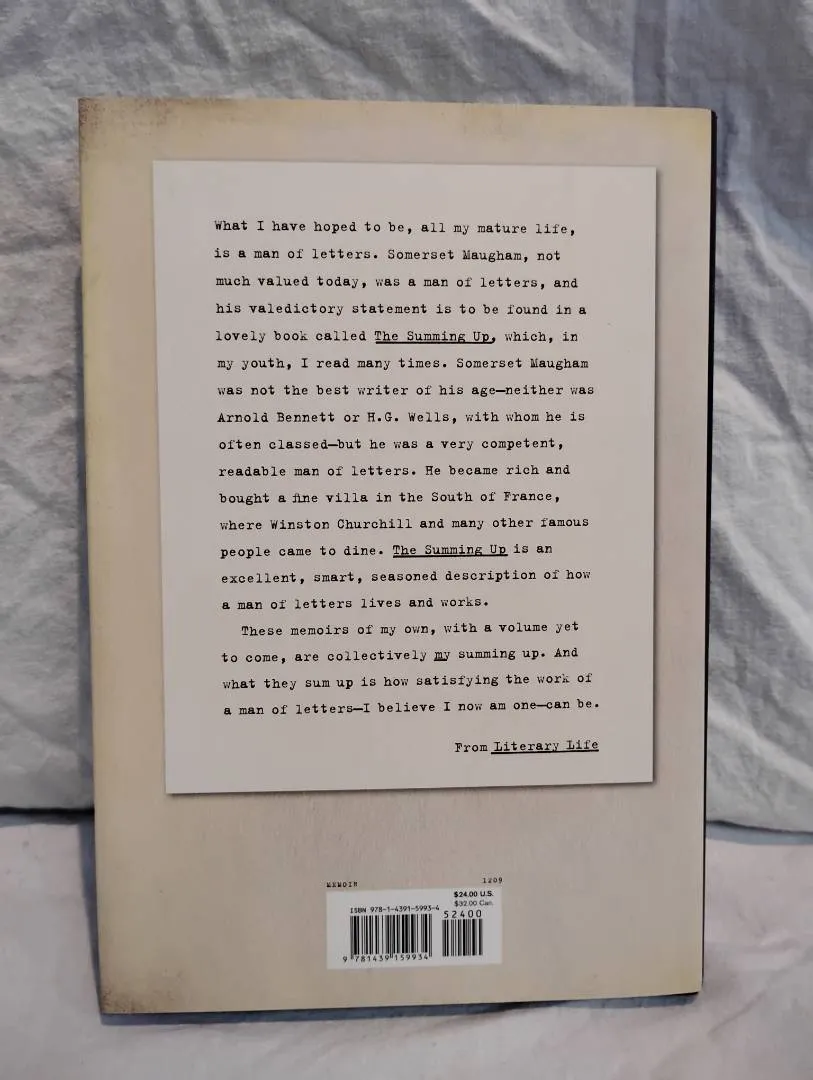 What I have hoped to be, all my mature life,
is a man of letters. Somerset Maugham, not
much valued today, was a man of letters, and
his valedictory statement is to be found in a
lovely book called The Summing Up, which, in
my youth, I read many times. Somerset Maugham
was not the best writer of his age—neither was
Arnold Bennett or H.G. Wells, with whom he is
often classed—but he was a very competent,
readable man of letters. He became rich and
bought a fine villa in the South of France,
where Winston Churchill and many other famous
people came to dine. The Summing Up is an
excellent, smart, seasoned description of how
a man of letters lives and works.
These memoirs of my own, with a volume yet
to come, are collectively my summing up. And
what they sum up is how satisfying the work of
a man of letters—I believe I now am one—can be.
From Literary Life
MEMOIR 1209
$24.00 U.S.
$32.00 Can.
ISBN 978-1-4391-5993-4
52400
9 781439 159934